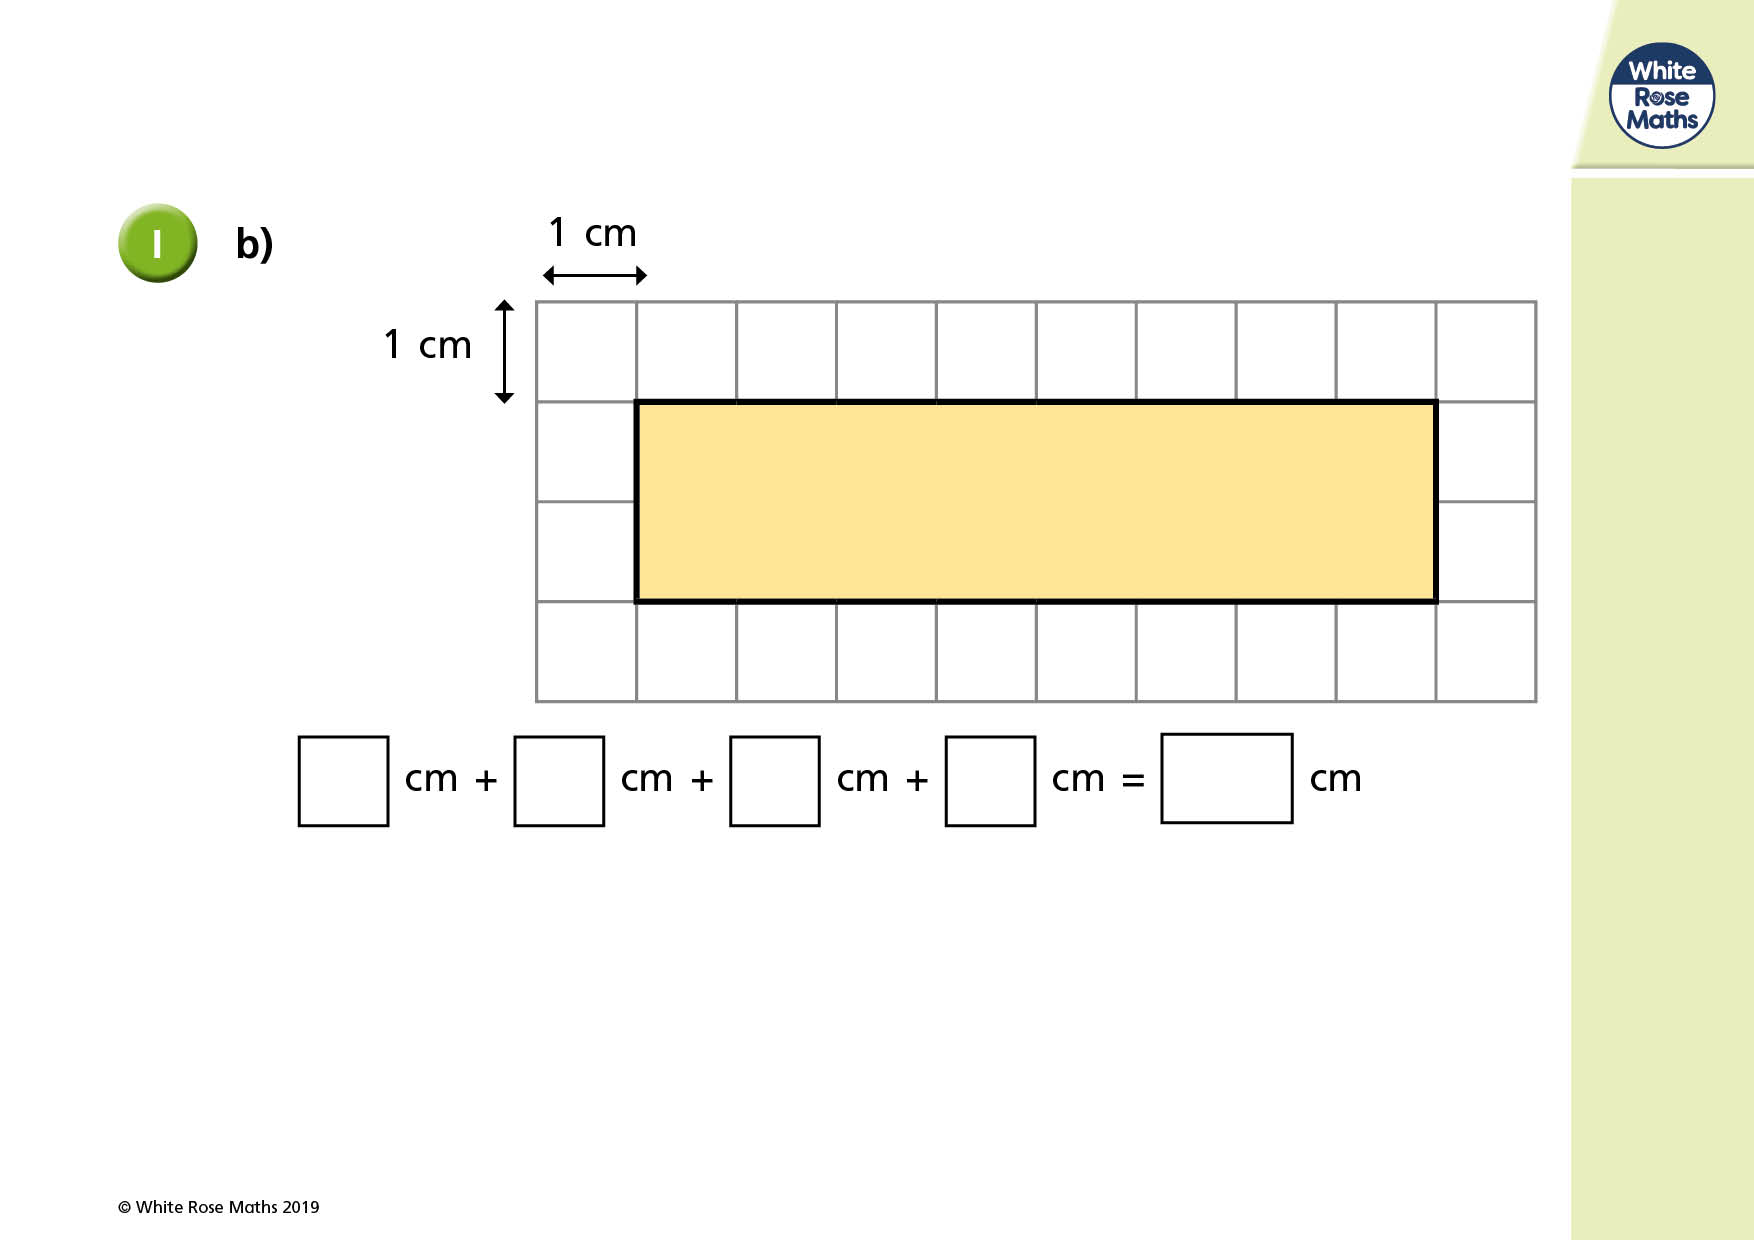 White
Rose
Maths
1 b)
1 cm
1 cm
cm + cm + cm + cm = cm
© White Rose Maths 2019